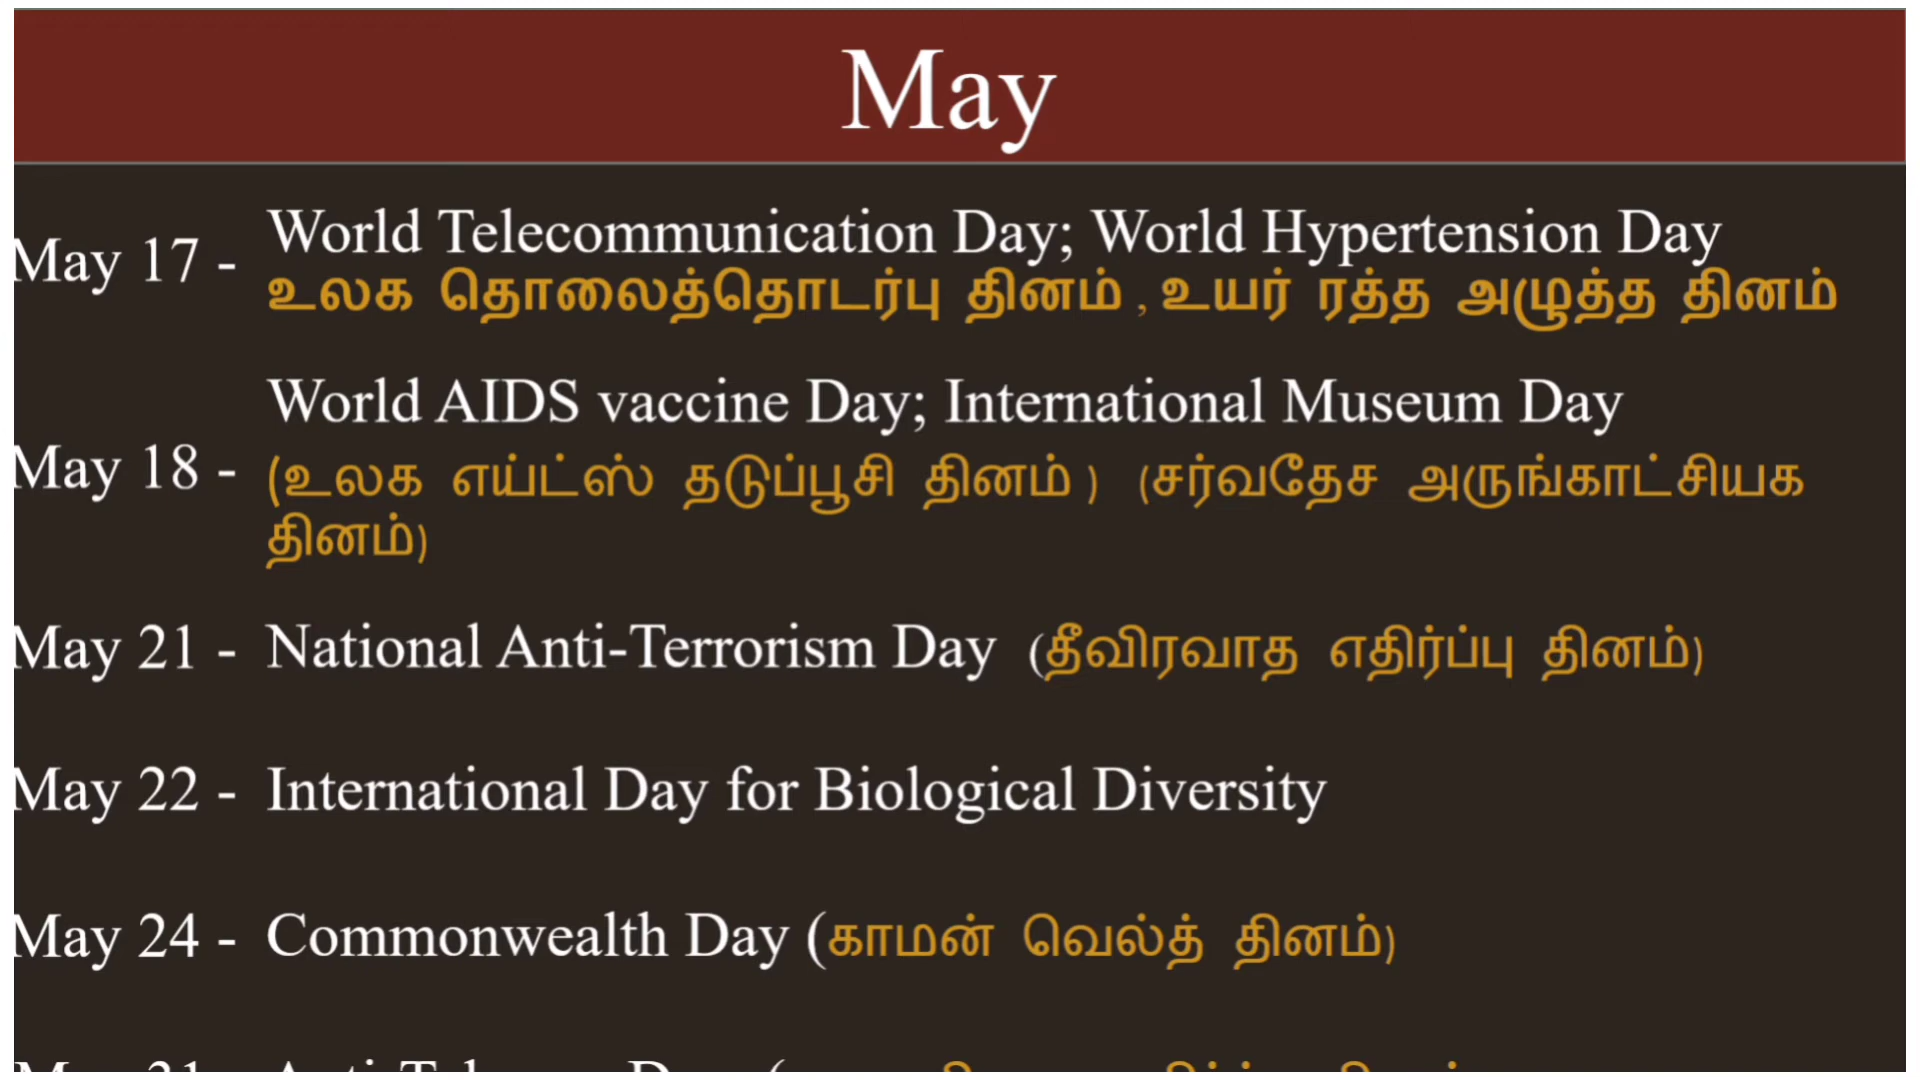 May
May 17 - World Telecommunication Day; World Hypertension Day
உலக தொலைத்தொடர்பு தினம் , உயர் ரத்த அழுத்த தினம்
World AIDS vaccine Day; International Museum Day
May 18 - (உலக எய்ட்ஸ் தடுப்பூசி தினம் ) (சர்வதேச அருங்காட்சியக
தினம்)
May 21 - National Anti-Terrorism Day (தீவிரவாத எதிர்ப்பு தினம்)
May 22 - International Day for Biological Diversity
May 24 - Commonwealth Day (காமன் வெல்த் தினம்)
May 31